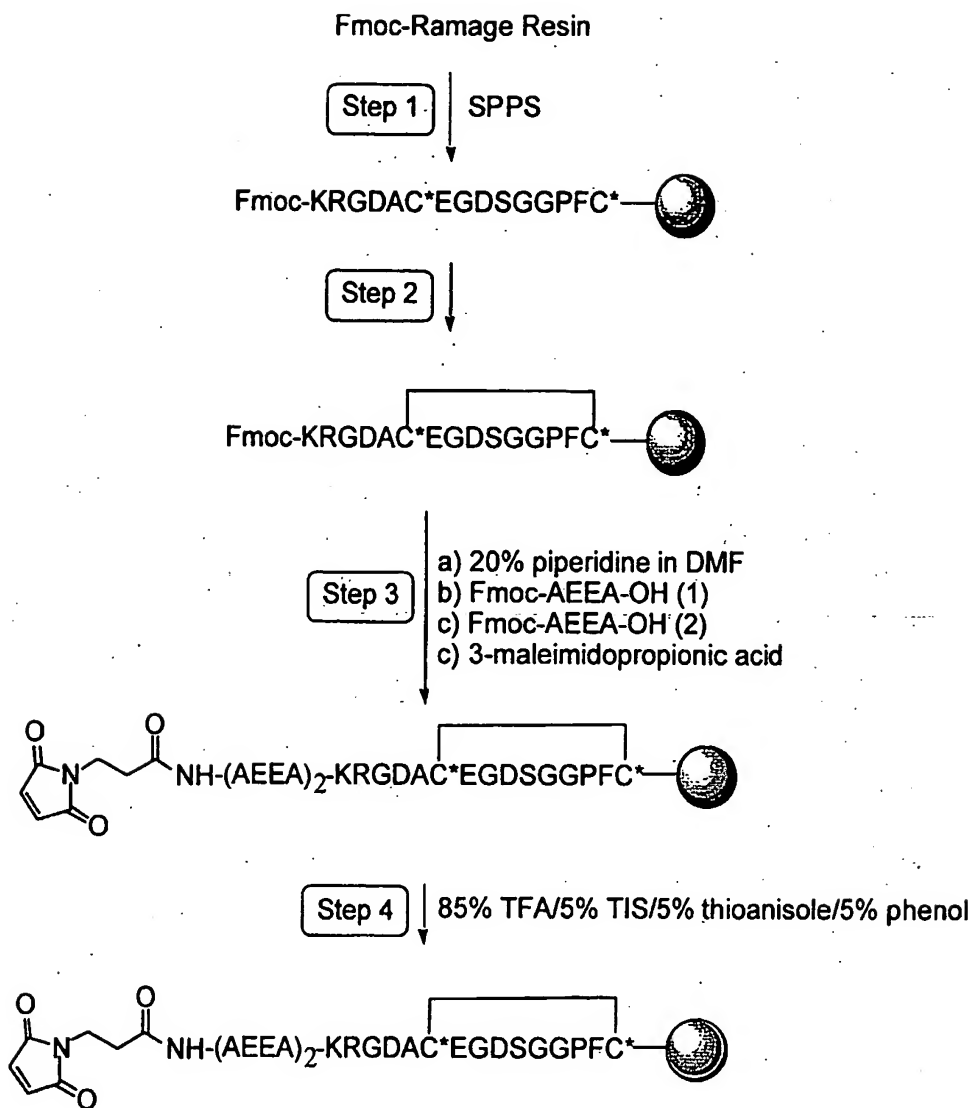 Fmoc-Ramage Resin
Step 1 SPPS
Fmoc-KRGDAC*EGDSGGPFC*
Step 2
Fmoc-KRGDAC*EGDSGGPFC*
Step 3
a) 20% piperidine in DMF
b) Fmoc-AEEA-OH (1)
c) Fmoc-AEEA-OH (2)
c) 3-maleimidopropionic acid
O
O
N
NH-(AEEA)2-KRGDAC*EGDSGGPFC*
O
Step 4 85% TFA/5% TIS/5% thioanisole/5% phenol
O
O
N
NH-(AEEA)2-KRGDAC*EGDSGGPFC*
O